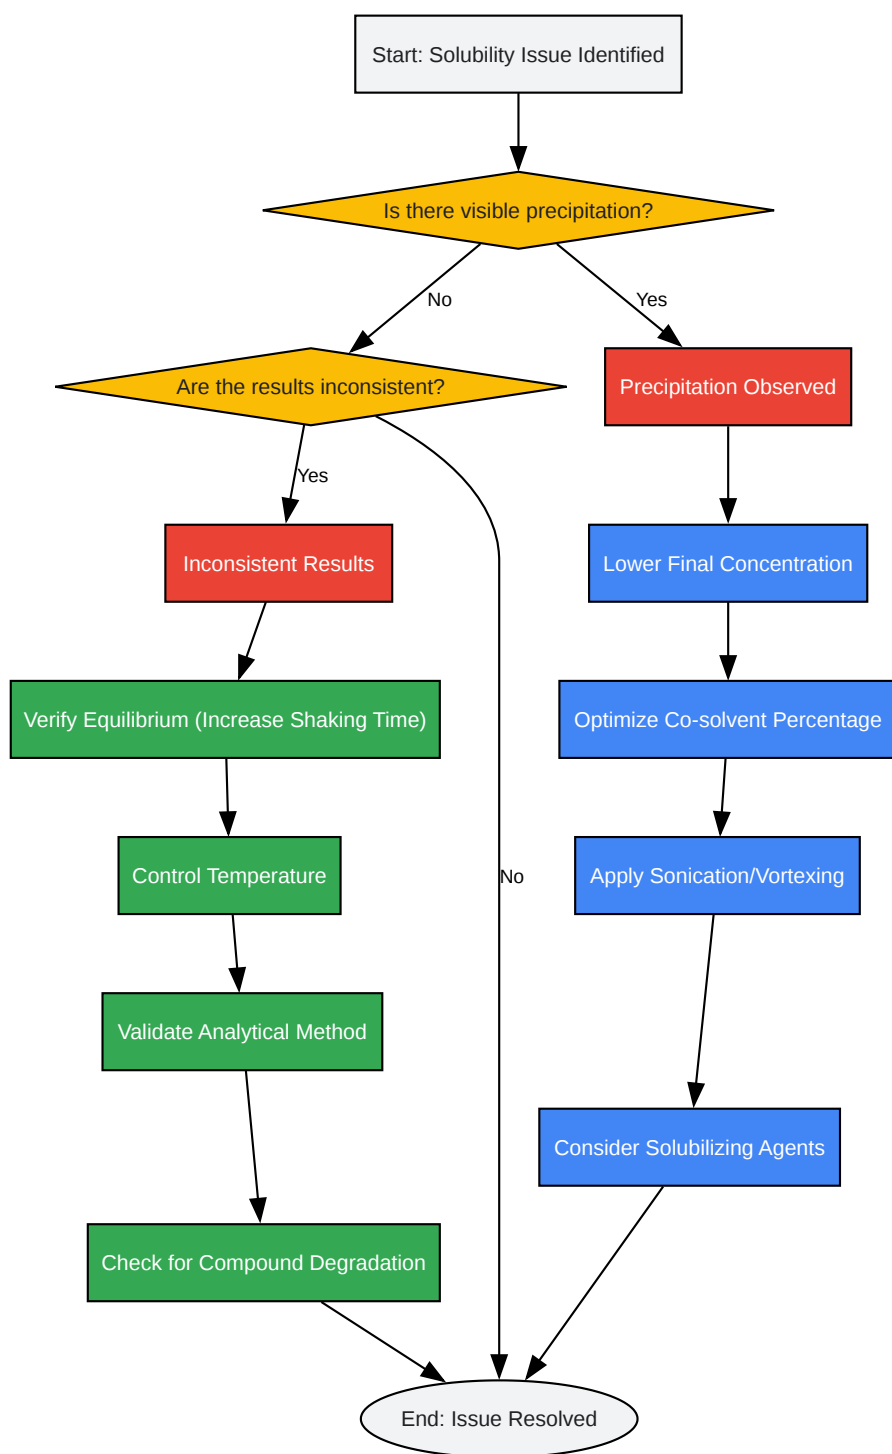 Start: Solubility Issue Identified
Is there visible precipitation?
No
Yes
Are the results inconsistent?
Precipitation Observed
Yes
Inconsistent Results
Lower Final Concentration
Verify Equilibrium (Increase Shaking Time)
Optimize Co-solvent Percentage
Control Temperature
No
Apply Sonication/Vortexing
Validate Analytical Method
Consider Solubilizing Agents
Check for Compound Degradation
End: Issue Resolved